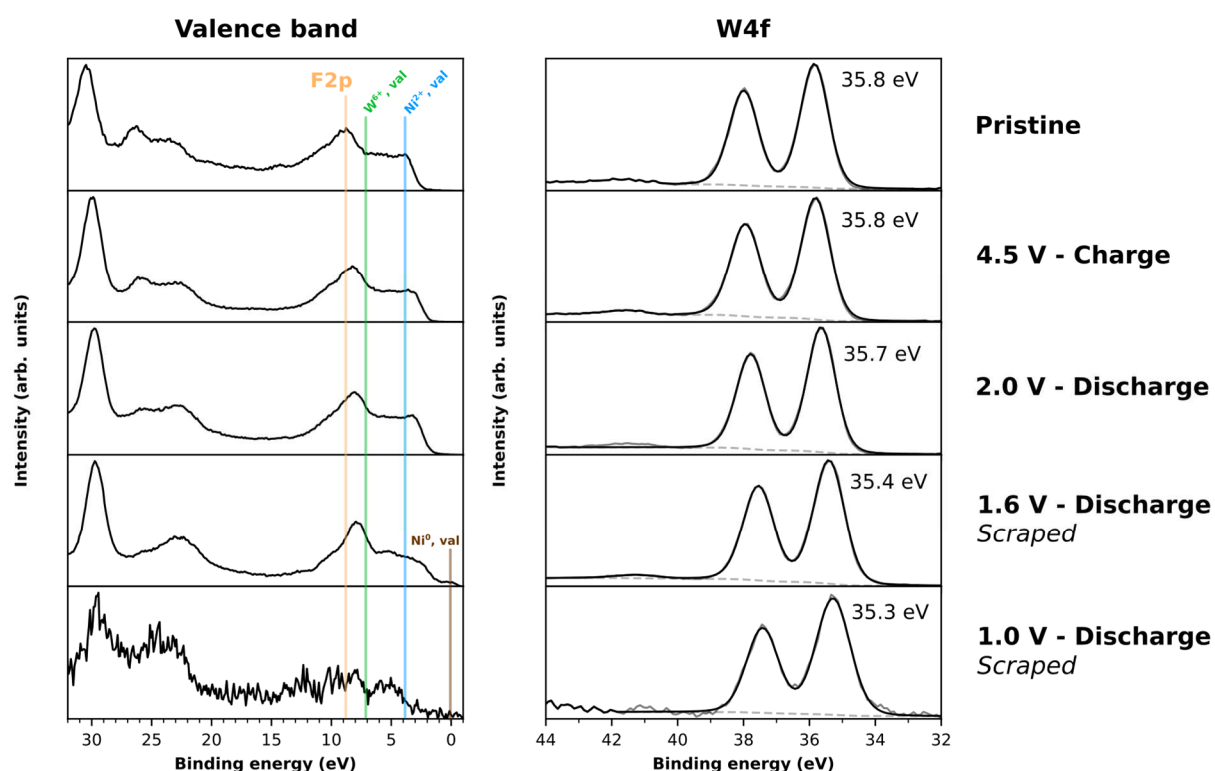 Valence band
W4f
F2p
W⁶⁺, val
Ni²⁺, val
35.8 eV
Pristine
35.8 eV
4.5 V - Charge
35.7 eV
2.0 V - Discharge
Ni⁰, val
35.4 eV
1.6 V - Discharge
Scraped
35.3 eV
1.0 V - Discharge
Scraped
Intensity (arb. units)
Intensity (arb. units)
30 25 20 15 10 5 0
44 42 40 38 36 34 32
Binding energy (eV)
Binding energy (eV)